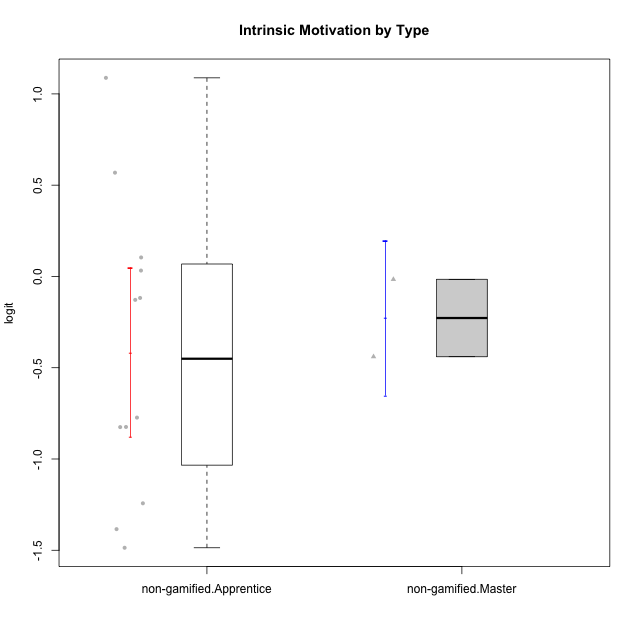 Intrinsic Motivation by Type
1.0
0.5
0.0
-0.5
-1.0
-1.5
logit
non-gamified.Apprentice
non-gamified.Master